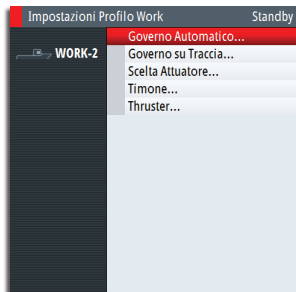 Impostazioni Profilo Work Standby
WORK-2
Governo Automatico...
Governo su Traccia...
Scelta Attuatore...
Timone...
Thruster...